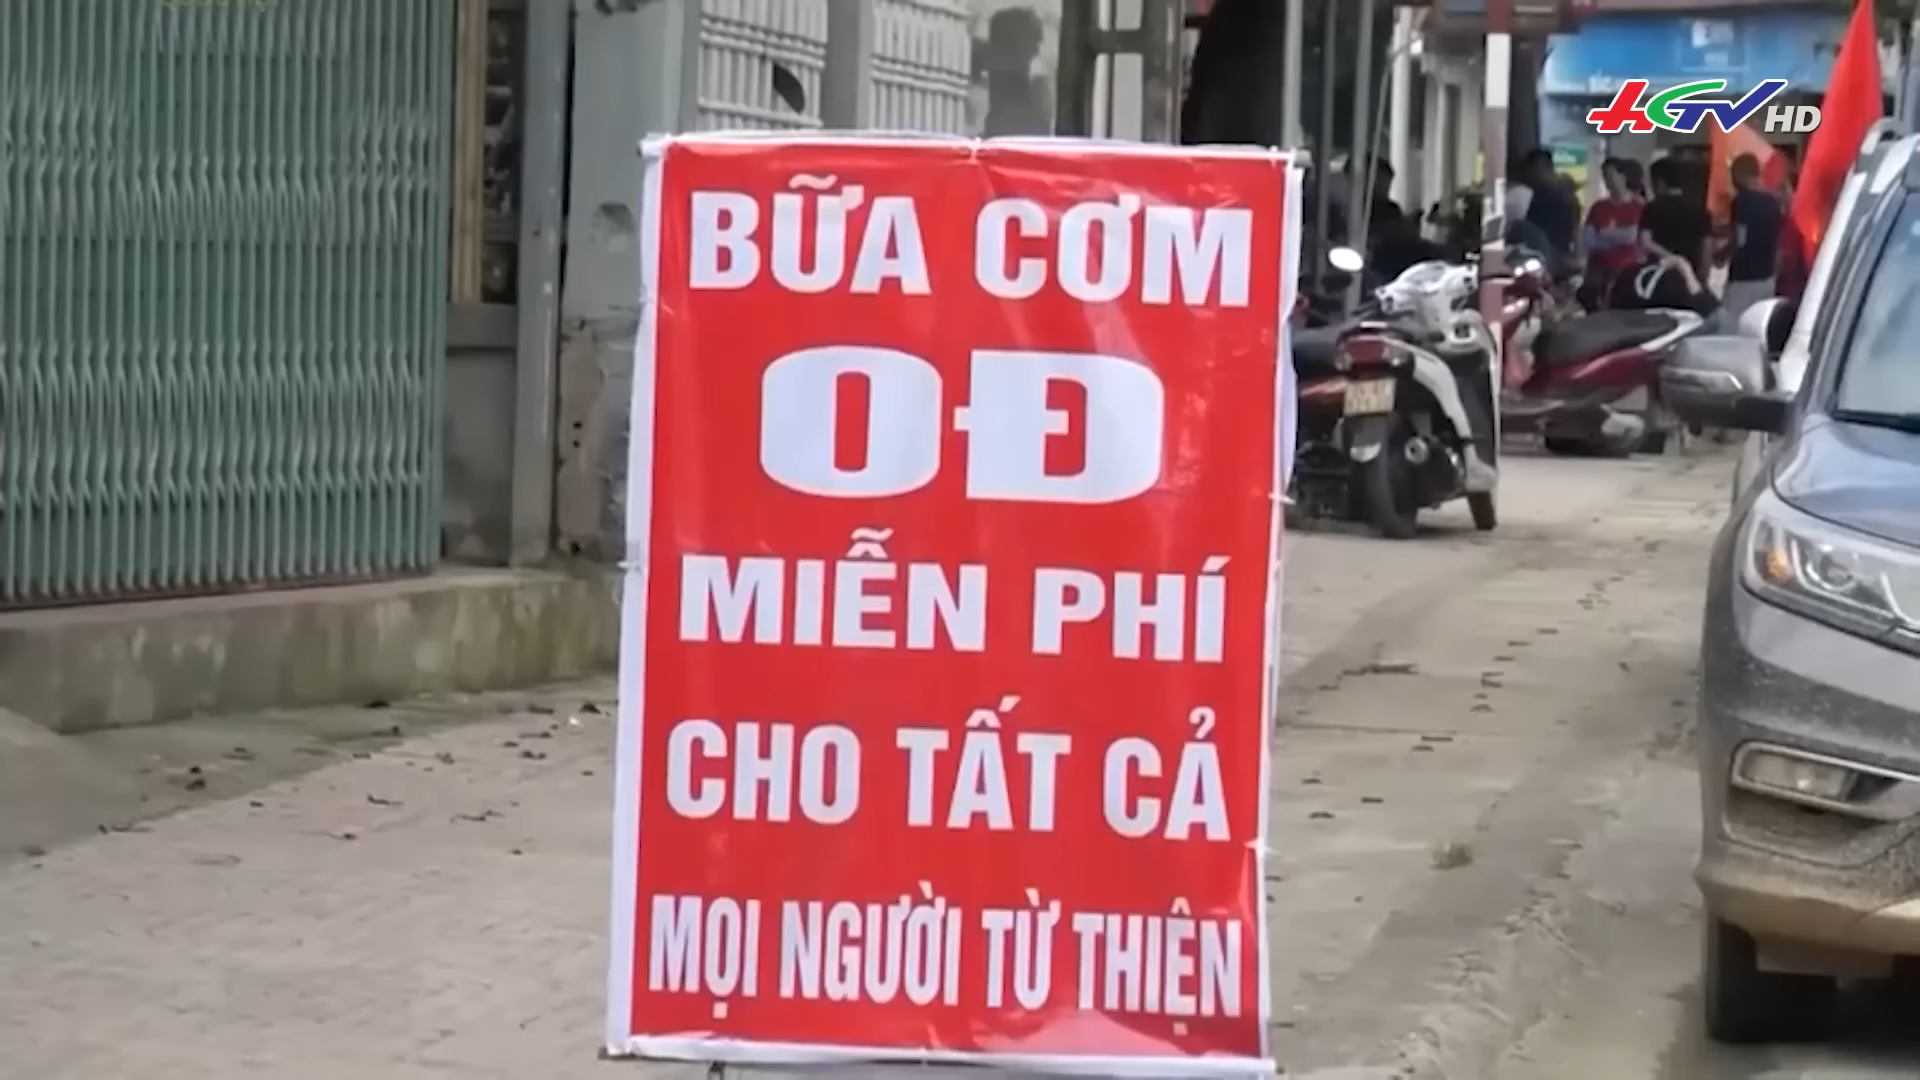 HGTV HD
BỮA CƠM
0Đ
MIỄN PHÍ
CHO TẤT CẢ
MỌI NGƯỜI TỪ THIỆN